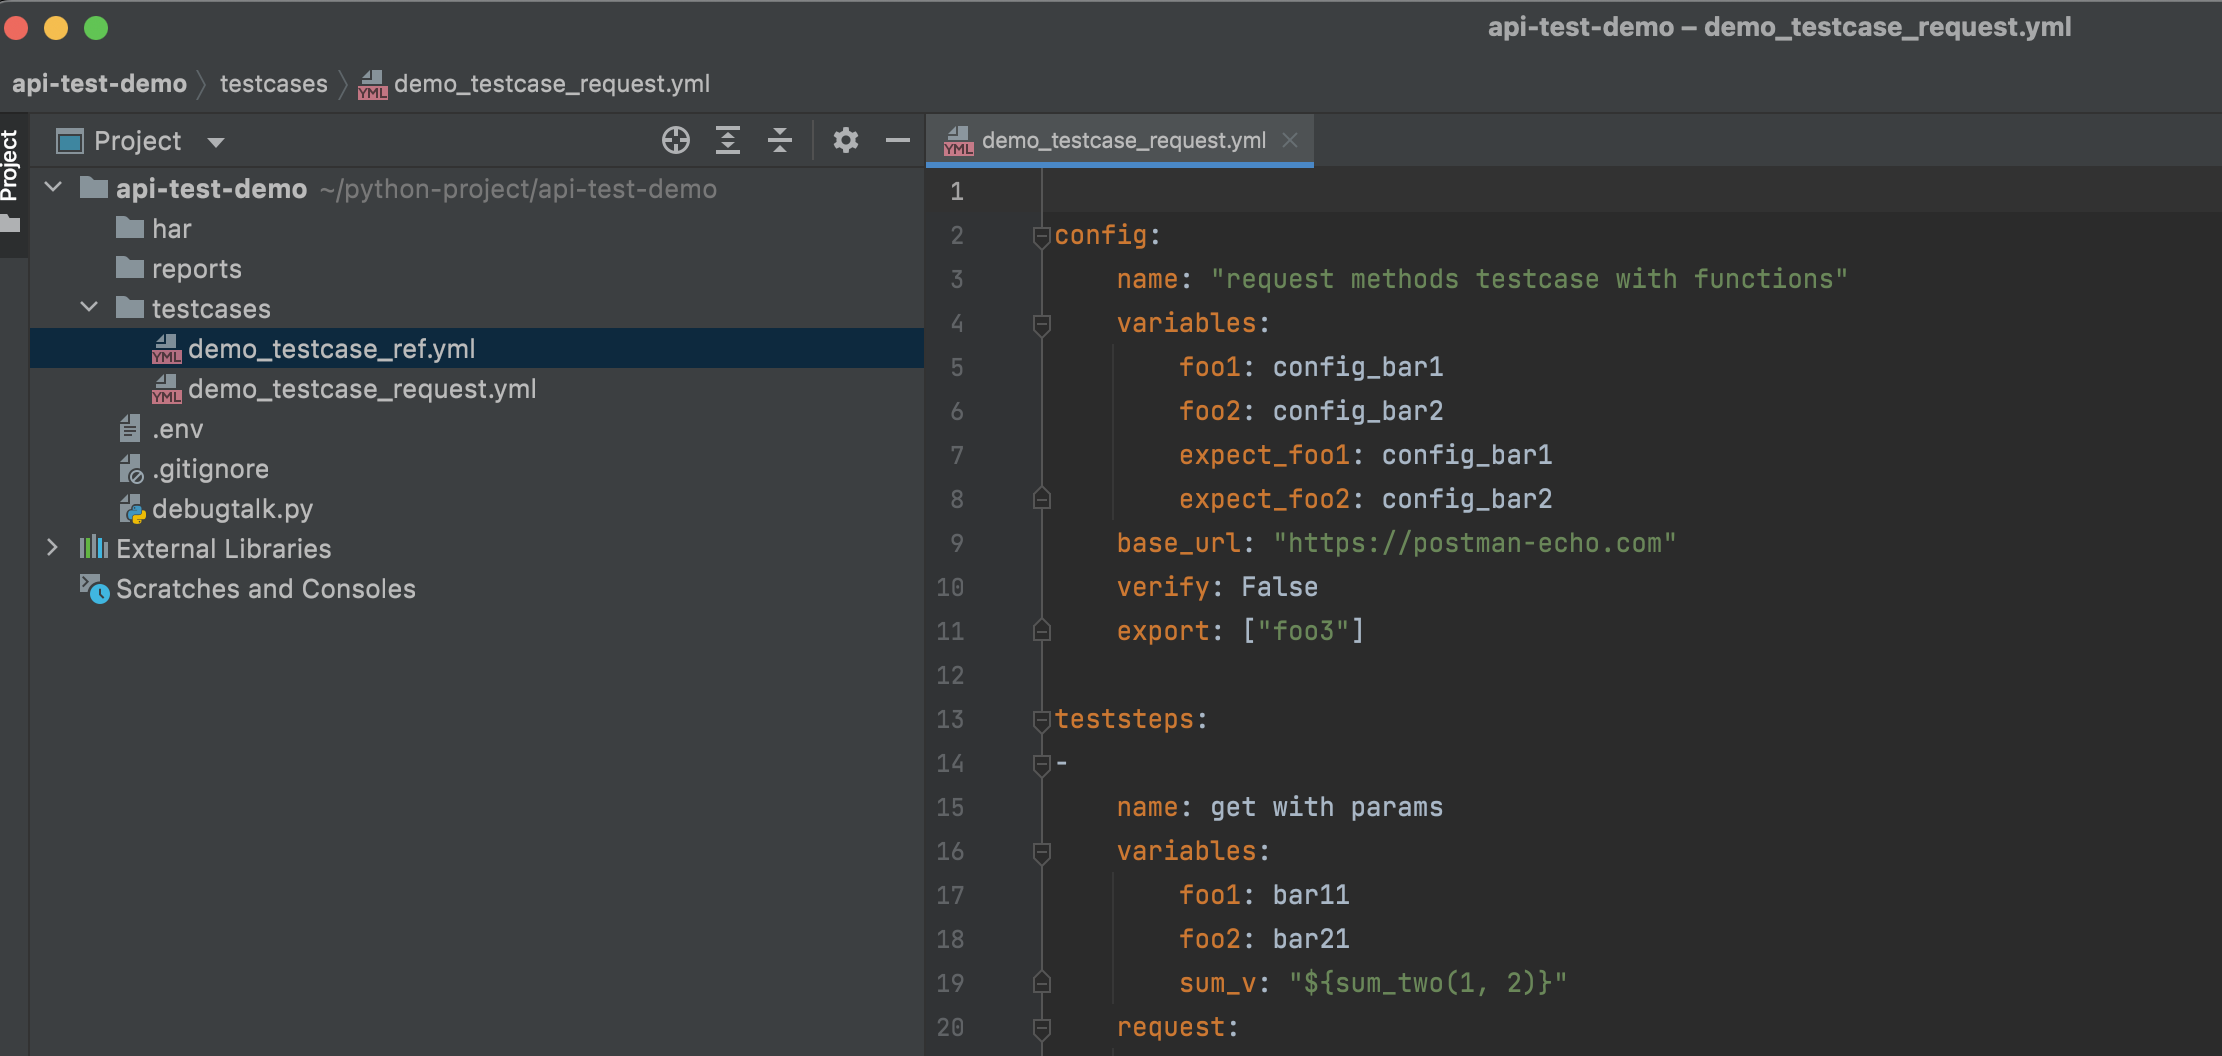 api-test-demo – demo_testcase_request.yml
api-test-demo testcases YML demo_testcase_request.yml
Project
Project
YML demo_testcase_request.yml
api-test-demo ~/python-project/api-test-demo
har
reports
testcases
YML demo_testcase_ref.yml
YML demo_testcase_request.yml
.env
.gitignore
debugtalk.py
External Libraries
Scratches and Consoles
1
2 config:
3 name: "request methods testcase with functions"
4 variables:
5 foo1: config_bar1
6 foo2: config_bar2
7 expect_foo1: config_bar1
8 expect_foo2: config_bar2
9 base_url: "https://postman-echo.com"
10 verify: False
11 export: ["foo3"]
12
13 teststeps:
14 -
15 name: get with params
16 variables:
17 foo1: bar11
18 foo2: bar21
19 sum_v: "${sum_two(1, 2)}"
20 request: